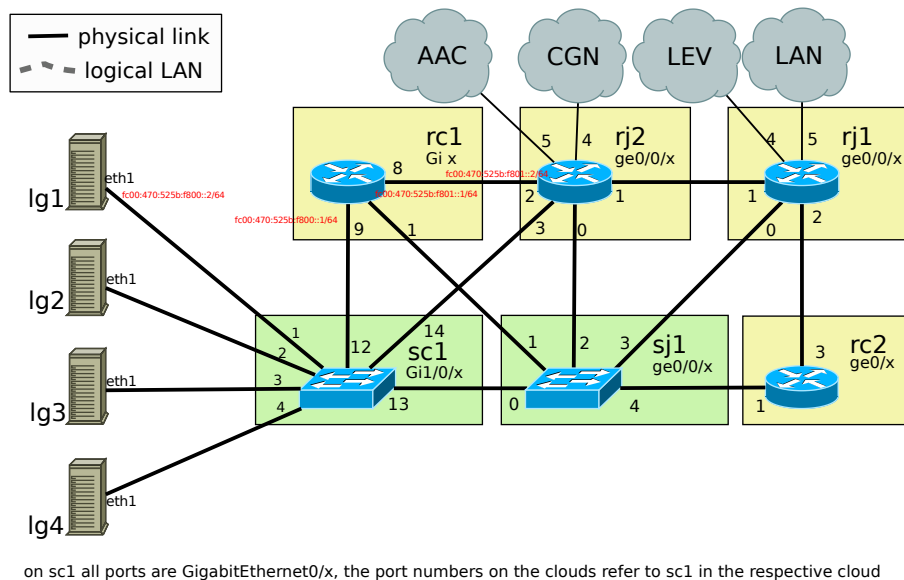 physical link
logical LAN
AAC
CGN
LEV
LAN
rc1
Gi x
rj2
ge0/0/x
rj1
ge0/0/x
5
4
4
5
8
2
1
1
9
1
3
0
0
2
fc00:470:525b:f801::2/64
fc00:470:525b:f801::1/64
fc00:470:525b:f800::2/64
fc00:470:525b:f800::1/64
lg1
eth1
lg2
eth1
lg3
eth1
lg4
eth1
1
2
3
4
12
14
13
sc1
Gi1/0/x
1
2
3
0
4
sj1
ge0/0/x
3
1
rc2
ge0/x
on sc1 all ports are GigabitEthernet0/x, the port numbers on the clouds refer to sc1 in the respective cloud